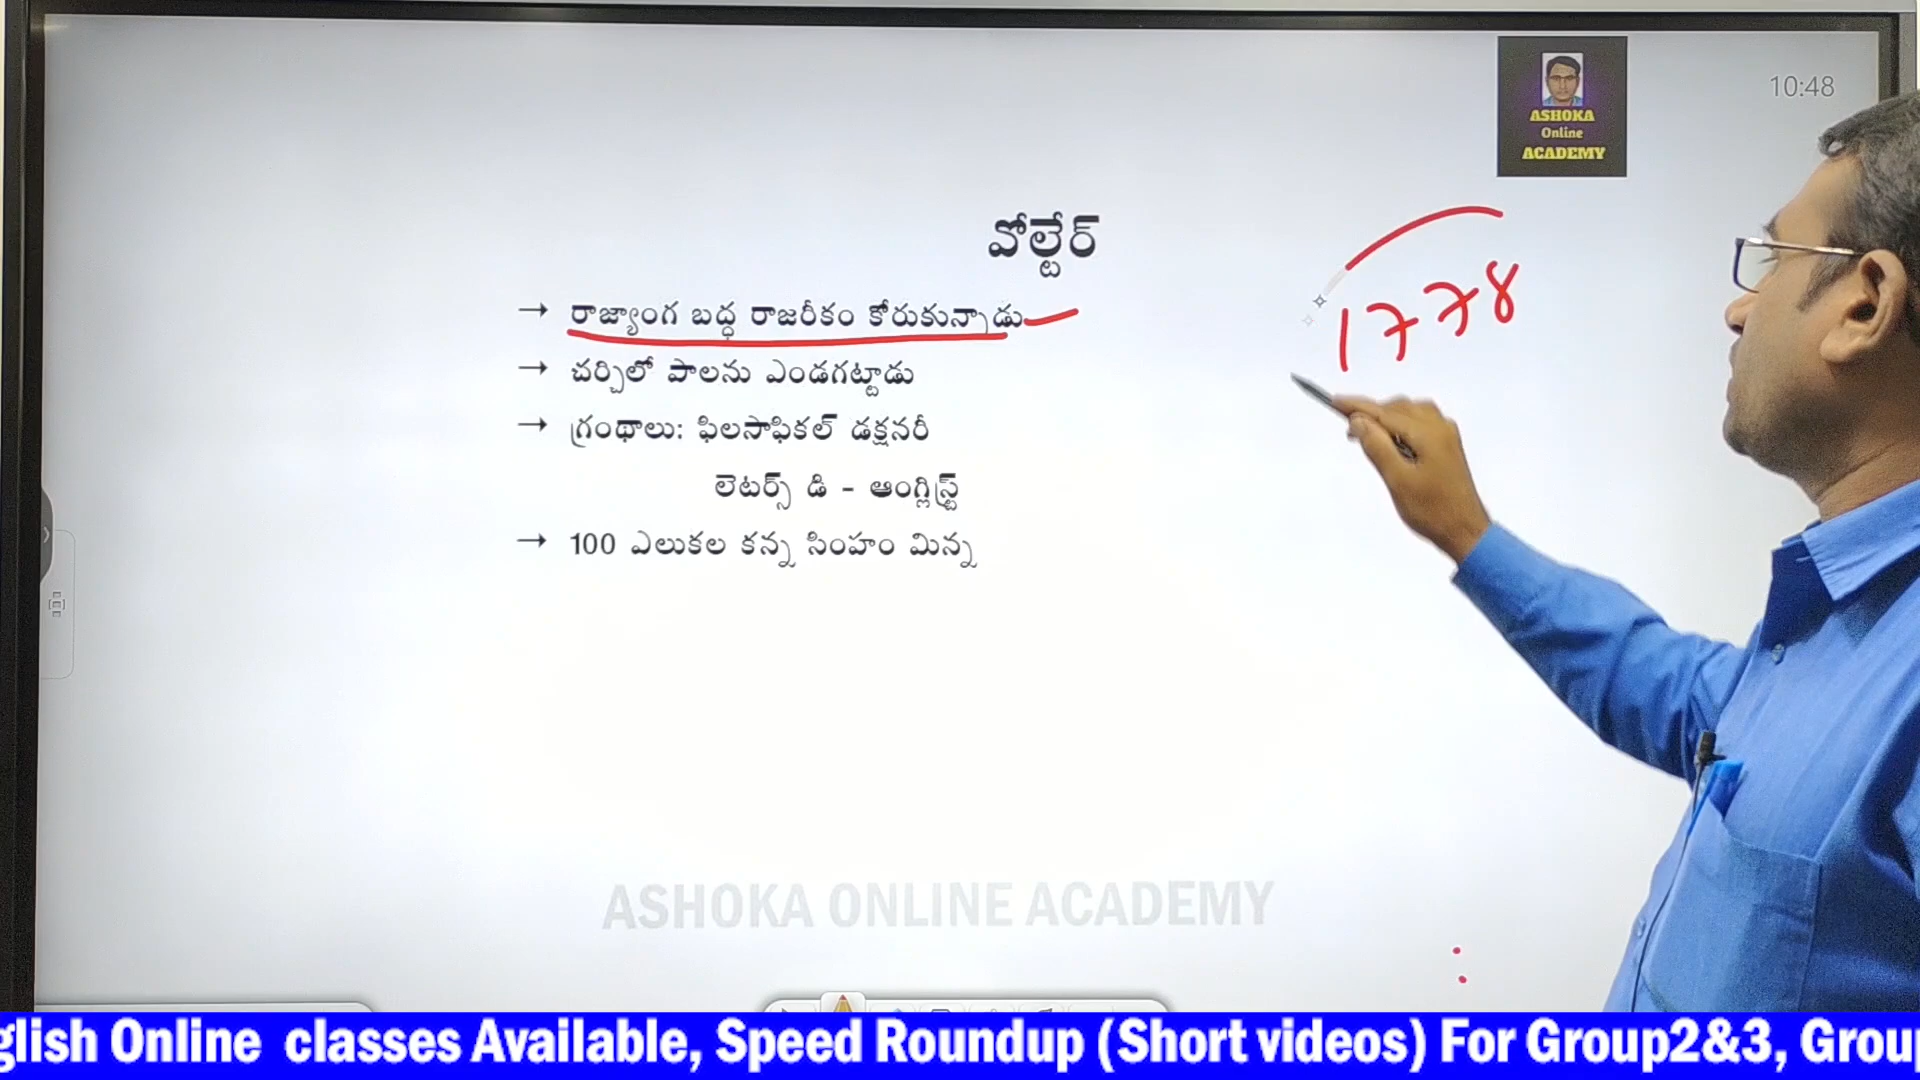 ASHOKA
Online
ACADEMY
10:48
వోల్టేర్
1778
→ రాజ్యాంగ బద్ధ రాజరీకం కోరుకున్నాడు
→ చర్చిలో పాలను ఎండగట్టాడు
→ గ్రంథాలు: ఫిలసాఫికల్ డక్షనరీ
లెటర్స్ డి - ఆంగ్లిస్ట్ర్
→ 100 ఎలుకల కన్న సింహం మిన్న
ASHOKA ONLINE ACADEMY
glish Online classes Available, Speed Roundup (Short videos) For Group2&3, Grou